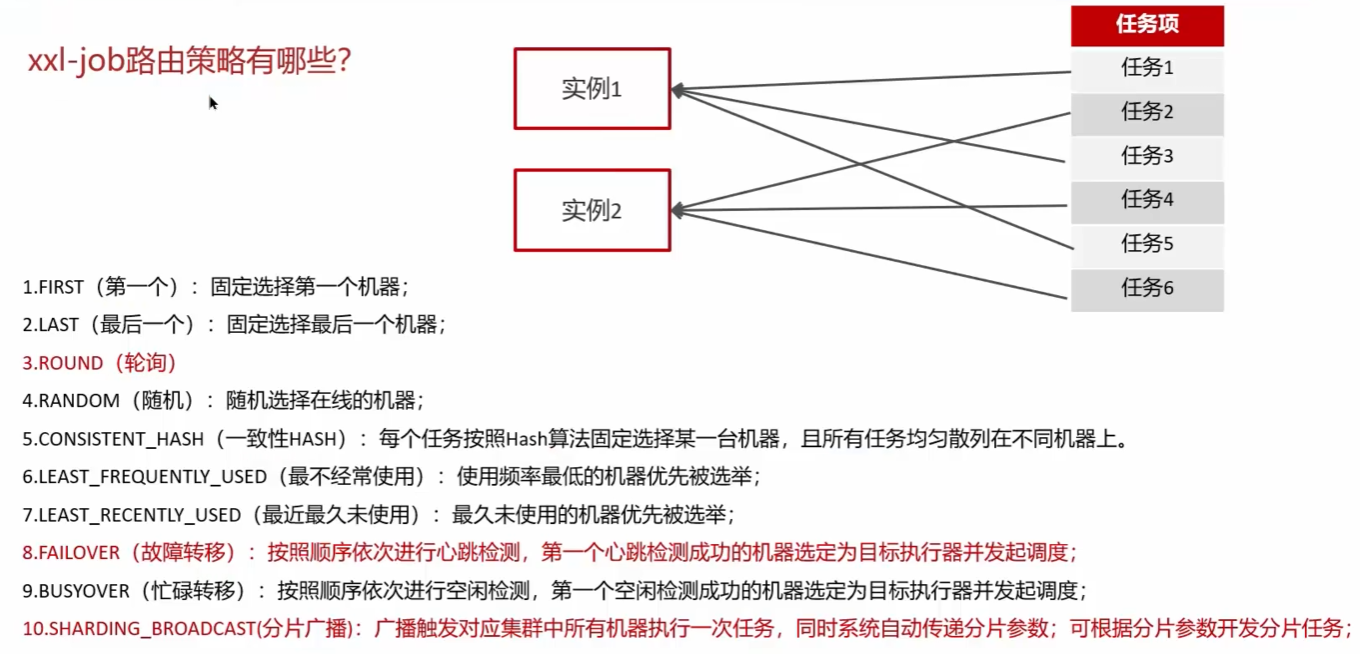 xxl-job路由策略有哪些？
实例1
实例2
任务项
任务1
任务2
任务3
任务4
任务5
任务6
1.FIRST（第一个）：固定选择第一个机器；
2.LAST（最后一个）：固定选择最后一个机器；
3.ROUND（轮询）
4.RANDOM（随机）：随机选择在线的机器；
5.CONSISTENT_HASH（一致性HASH）：每个任务按照Hash算法固定选择某一台机器，且所有任务均匀散列在不同机器上。
6.LEAST_FREQUENTLY_USED（最不经常使用）：使用频率最低的机器优先被选举；
7.LEAST_RECENTLY_USED（最近最久未使用）：最久未使用的机器优先被选举；
8.FAILOVER（故障转移）：按照顺序依次进行心跳检测，第一个心跳检测成功的机器选定为目标执行器并发起调度；
9.BUSYOVER（忙碌转移）：按照顺序依次进行空闲检测，第一个空闲检测成功的机器选定为目标执行器并发起调度；
10.SHARDING_BROADCAST(分片广播)：广播触发对应集群中所有机器执行一次任务，同时系统自动传递分片参数；可根据分片参数开发分片任务；